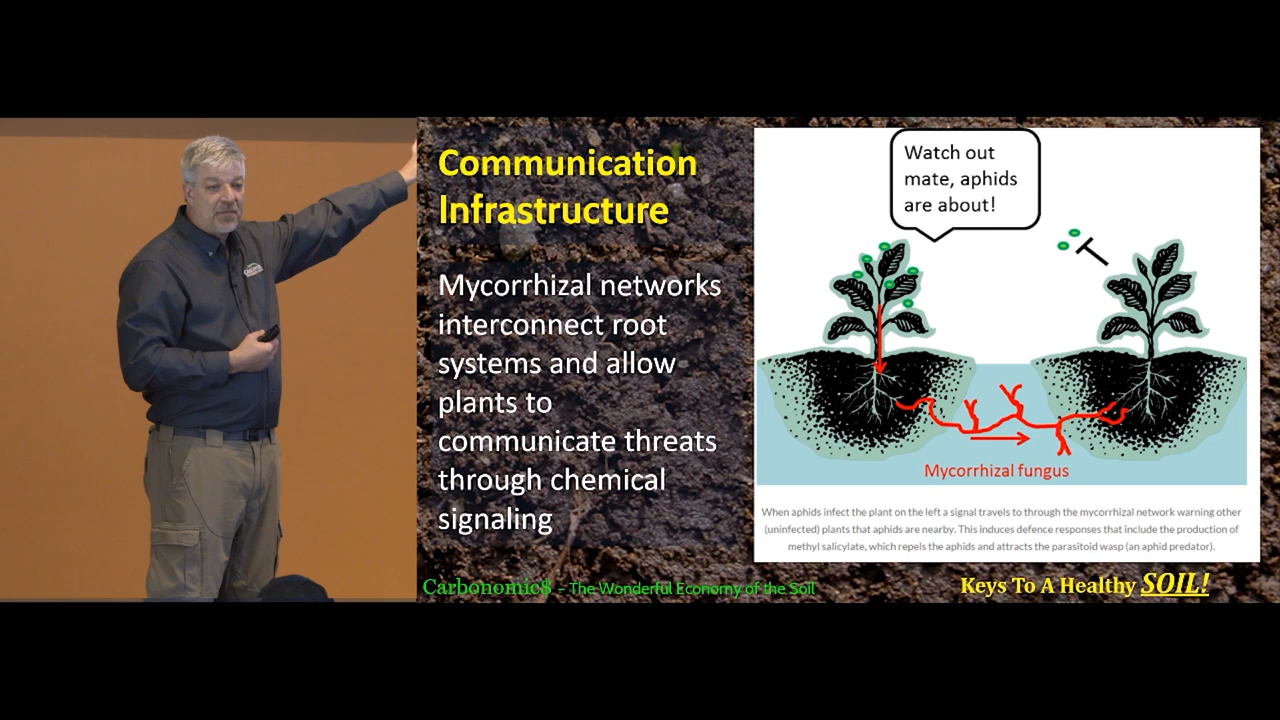 Communication
Infrastructure
Mycorrhizal networks
interconnect root
systems and allow
plants to
communicate threats
through chemical
signaling
Watch out
mate, aphids
are about!
Mycorrhizal fungus
When aphids infect the plant on the left a signal travels to through the mycorrhizal network warning other
(uninfected) plants that aphids are nearby. This induces defence responses that include the production of
methyl salicylate, which repels the aphids and attracts the parasitoid wasp (an aphid predator).
Carbonomic$ - The Wonderful Economy of the Soil
Keys To A Healthy SOIL!